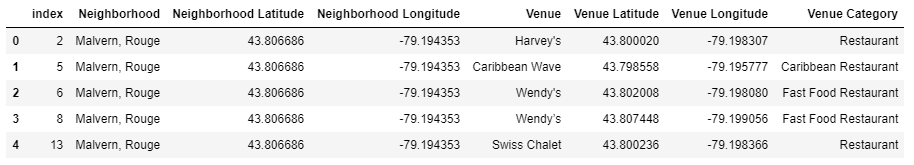 index Neighborhood Neighborhood Latitude Neighborhood Longitude Venue Venue Latitude Venue Longitude Venue Category
0 2 Malvern, Rouge 43.806686 -79.194353 Harvey's 43.800020 -79.198307 Restaurant
1 5 Malvern, Rouge 43.806686 -79.194353 Caribbean Wave 43.798558 -79.195777 Caribbean Restaurant
2 6 Malvern, Rouge 43.806686 -79.194353 Wendy's 43.802008 -79.198080 Fast Food Restaurant
3 8 Malvern, Rouge 43.806686 -79.194353 Wendy's 43.807448 -79.199056 Fast Food Restaurant
4 13 Malvern, Rouge 43.806686 -79.194353 Swiss Chalet 43.800236 -79.198366 Restaurant